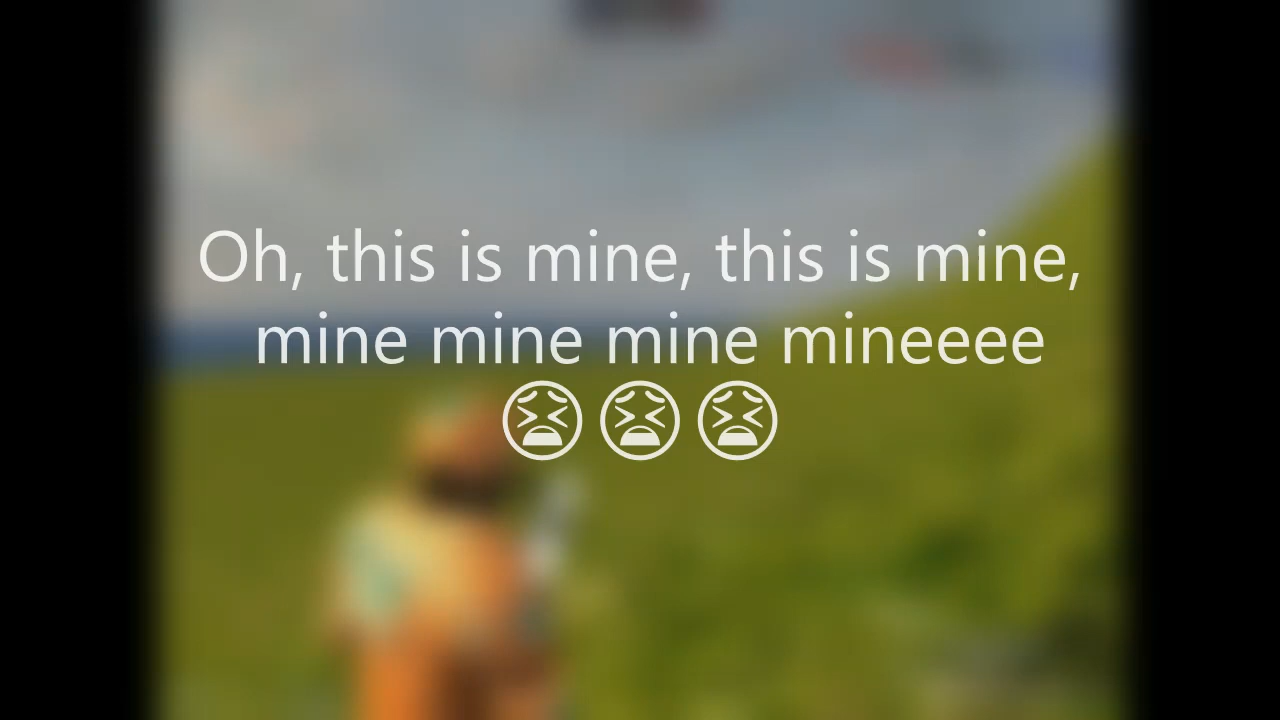 Oh, this is mine, this is mine,
mine mine mine mineeee
😫😫😫